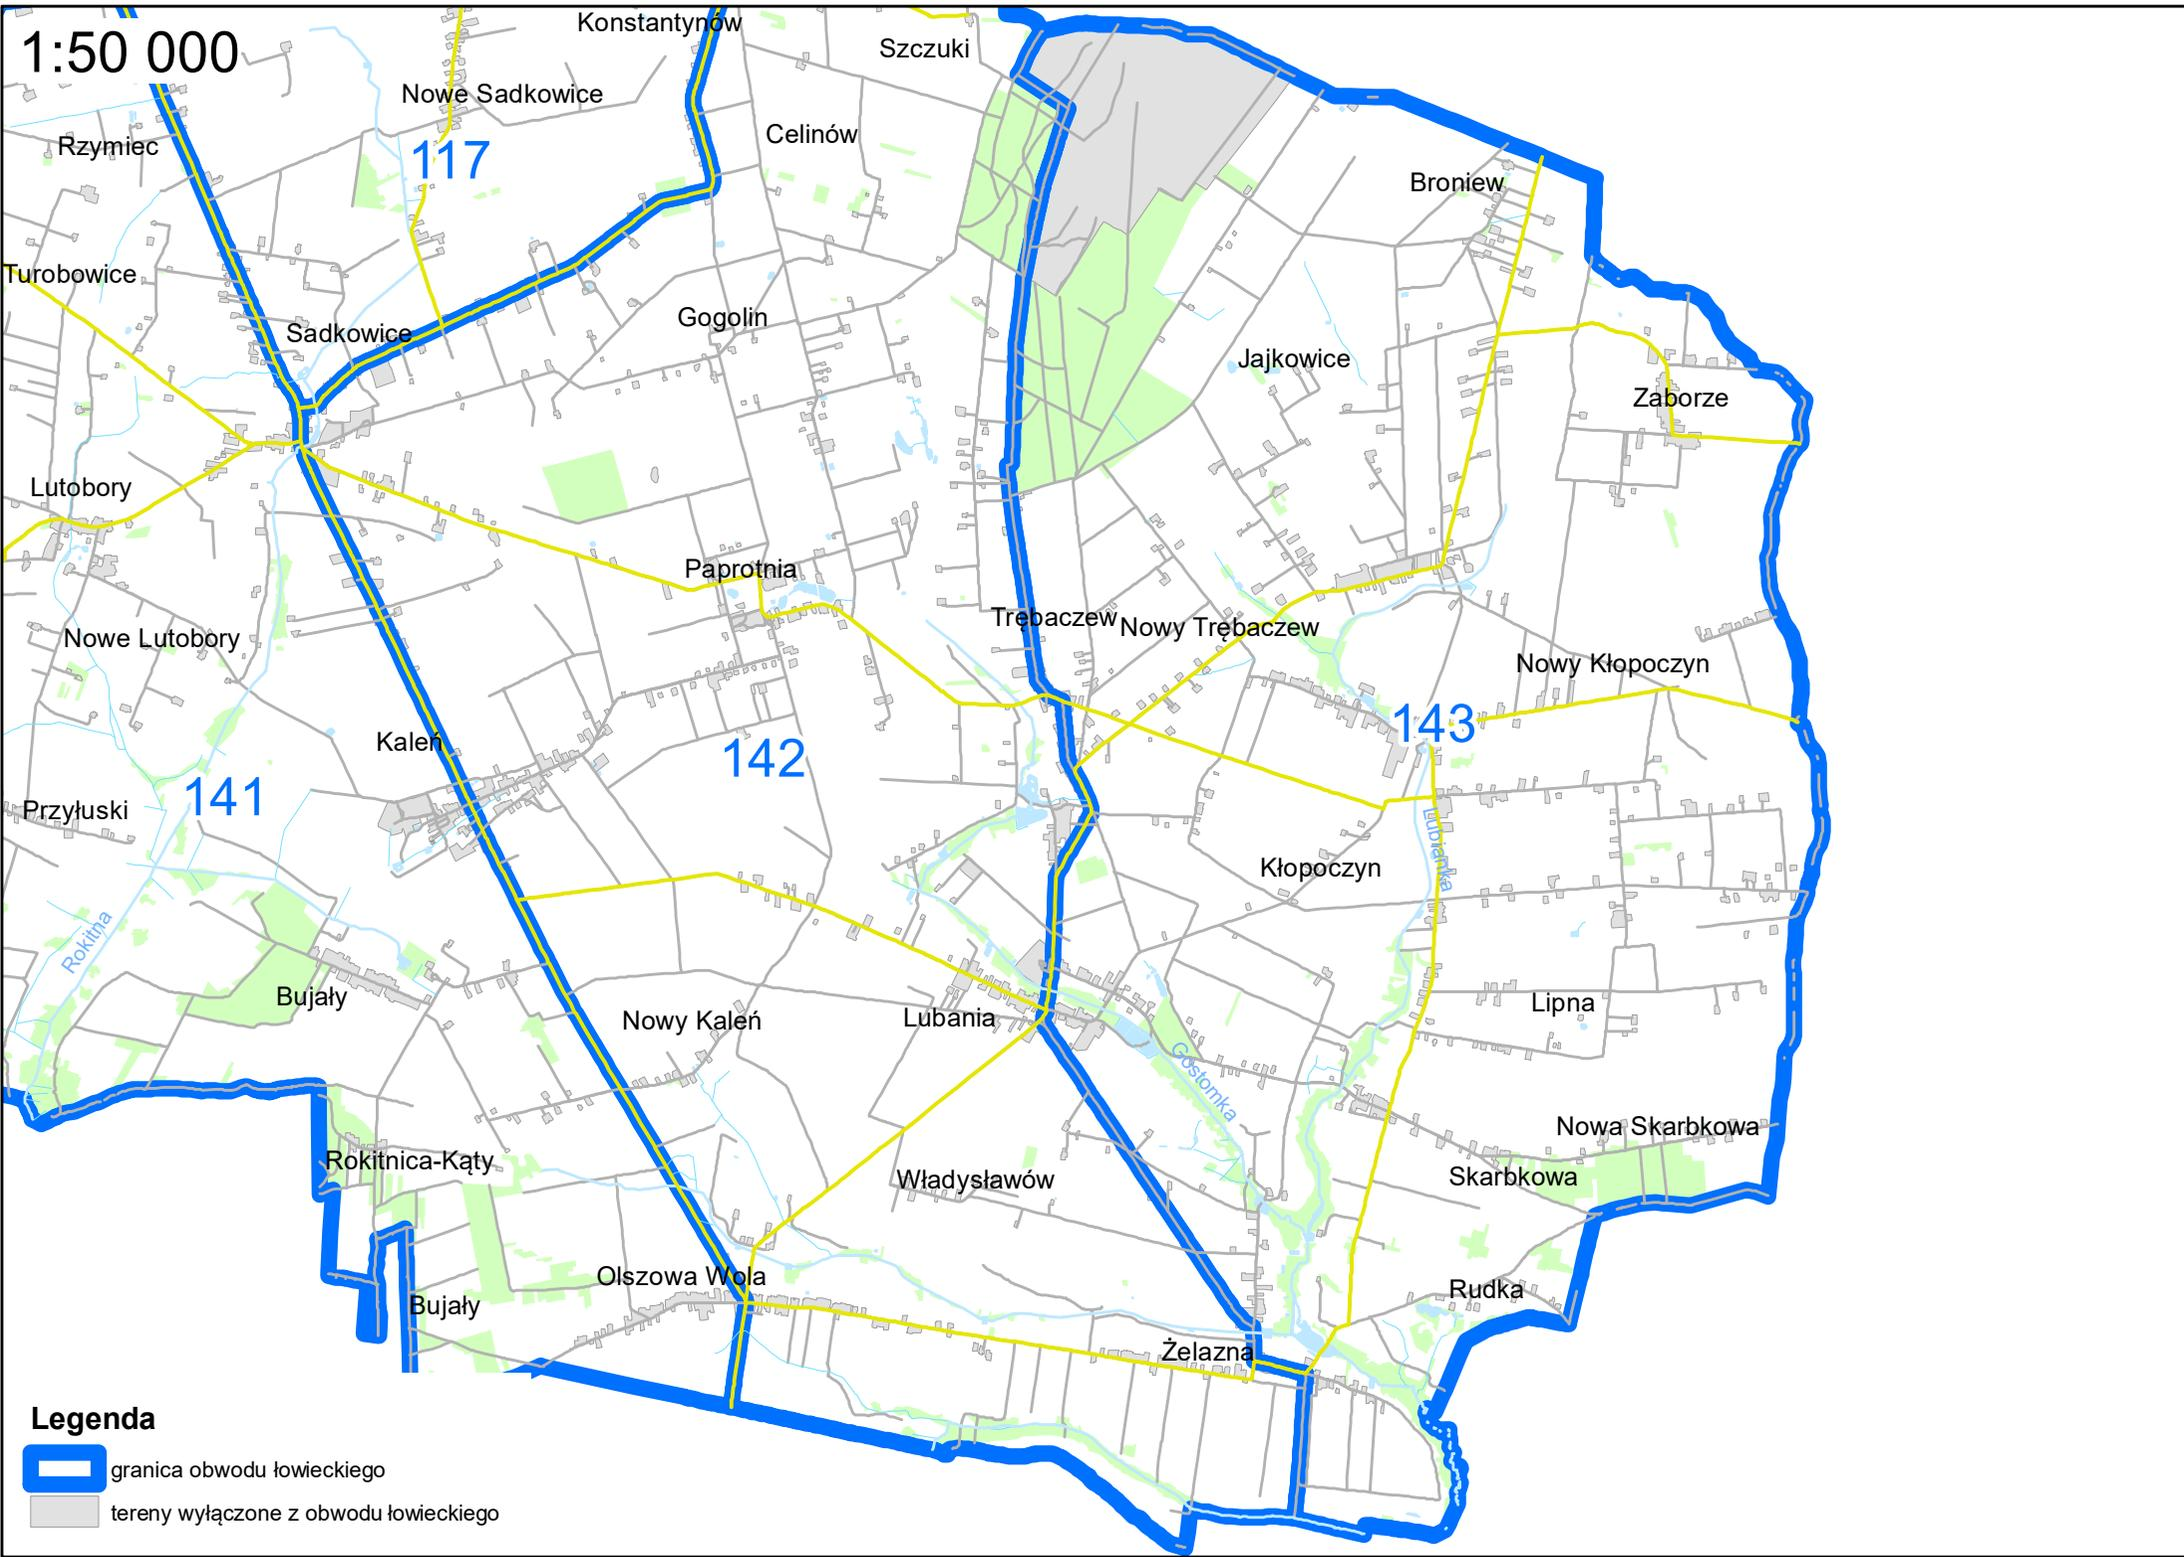 Konstantynów
1:50 000
Szczuki
Nowe Sadkowice
Celinów
Rzymiec
117
Broniew
Turobowice
Sadkowice
Gogolin
Jajkowice
Zaborze
Lutobory
Paprotnia
Trębaczew
Nowy Trębaczew
Nowe Lutobory
Nowy Kłopoczyn
143
Kaleń
142
141
Przyłuski
Lubianka
Kłopoczyn
Rokitna
Bujały
Lipna
Nowy Kaleń
Lubania
Gostomka
Nowa Skarbkowa
Rokitnica-Kąty
Skarbkowa
Władysławów
Olszowa Wola
Rudka
Bujały
Żelazna
Legenda
granica obwodu łowieckiego
tereny wyłączone z obwodu łowieckiego